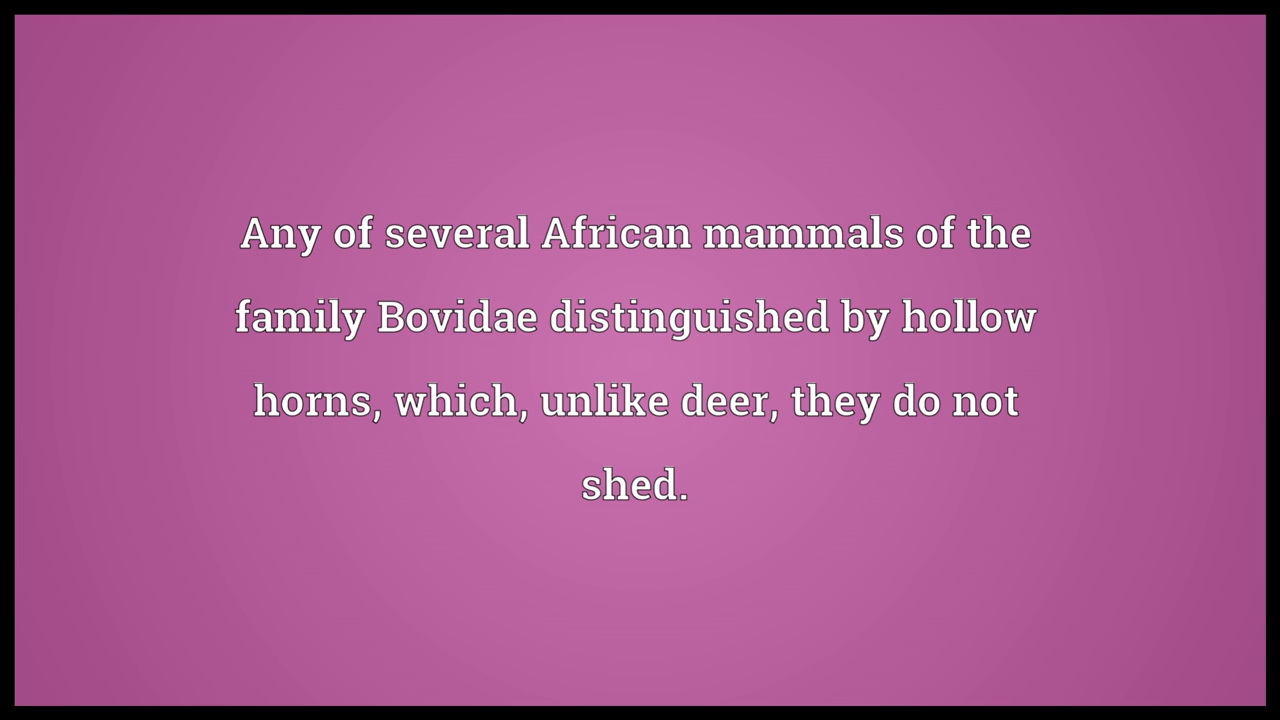 Any of several African mammals of the
family Bovidae distinguished by hollow
horns, which, unlike deer, they do not
shed.